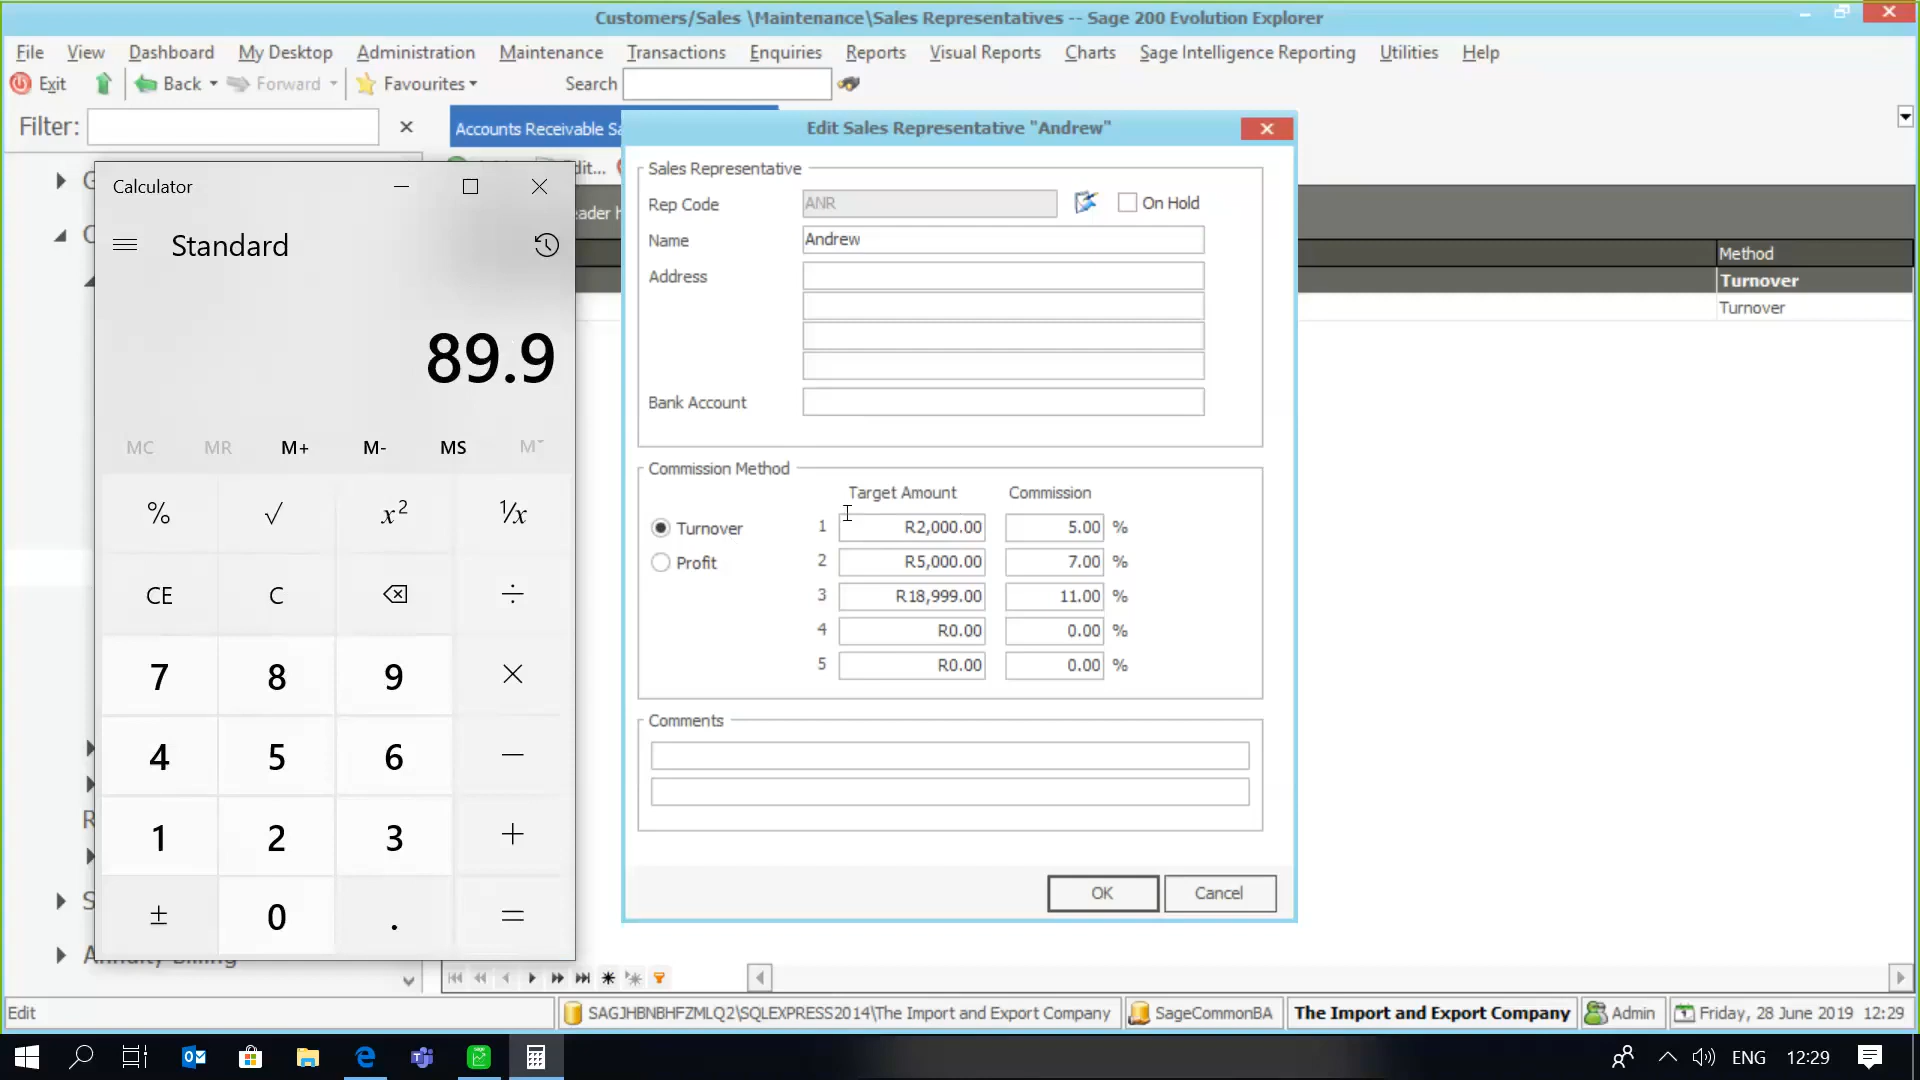 Customers/Sales \Maintenance\Sales Representatives -- Sage 200 Evolution Explorer
File View Dashboard My Desktop Administration Maintenance Transactions Enquiries Reports Visual Reports Charts Sage Intelligence Reporting Utilities Help
Exit Back Forward Favourites Search
Filter:
Accounts Receivable Sa
Edit Sales Representative "Andrew"
Calculator
Standard
89.9
MC MR M+ M- MS M
% √ x² ¹/x
CE C ÷
7 8 9 ×
4 5 6 −
1 2 3 +
± 0 . =
Sales Representative
Rep Code ANR On Hold
Name Andrew
Address
Bank Account
Commission Method
Target Amount Commission
Turnover 1 R2,000.00 5.00 %
Profit 2 R5,000.00 7.00 %
3 R18,999.00 11.00 %
4 R0.00 0.00 %
5 R0.00 0.00 %
Comments
OK Cancel
Method
Turnover
Turnover
Edit SAGJHBNBHFZMLQ2\SQLEXPRESS2014\The Import and Export Company SageCommonBA The Import and Export Company Admin Friday, 28 June 2019 12:29
ENG 12:29